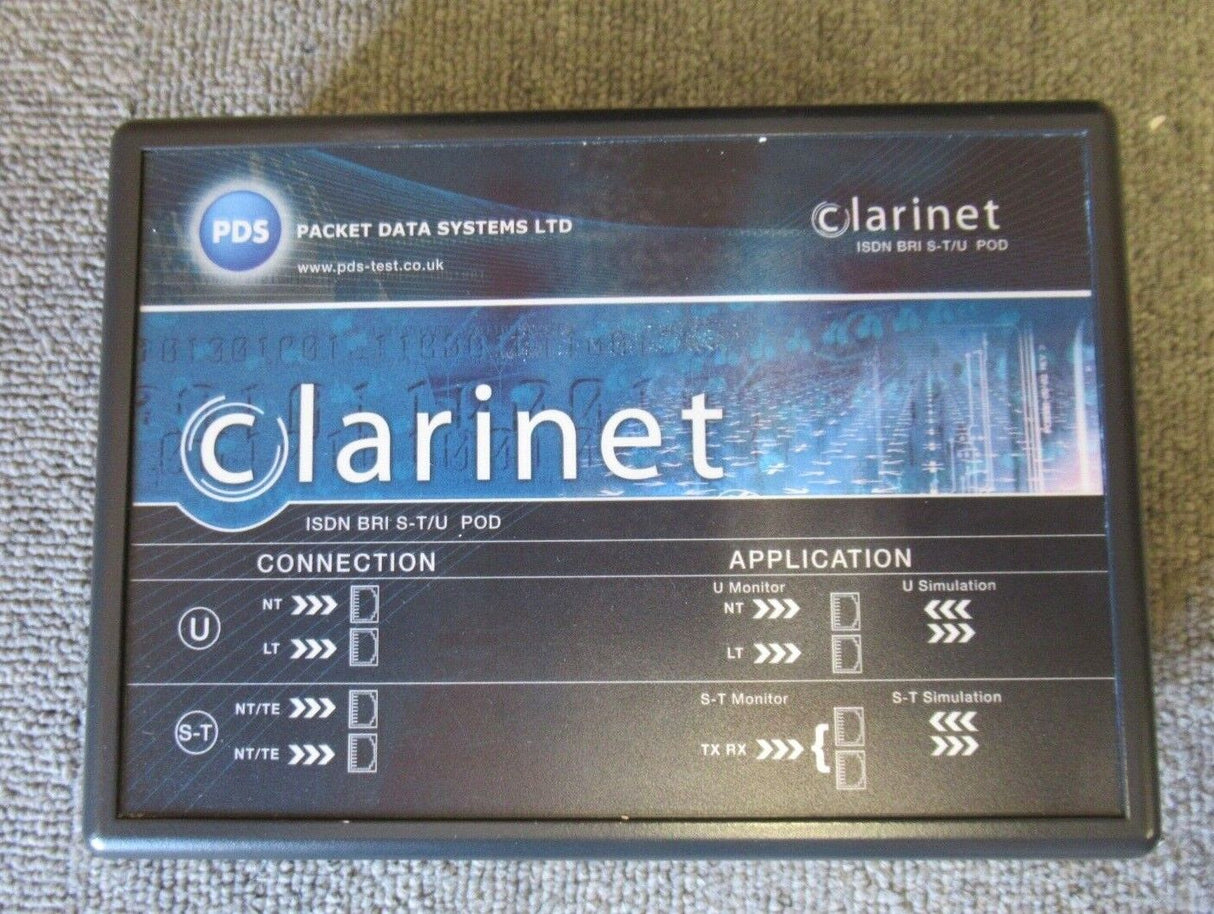 PDS
PACKET DATA SYSTEMS LTD
www.pds-test.co.uk
clarinet
ISDN BRI S-T/U POD
clarinet
ISDN BRI S-T/U POD
CONNECTION
APPLICATION
U
NT
LT
U Monitor
NT
LT
U Simulation
S-T
NT/TE
NT/TE
S-T Monitor
TX RX
S-T Simulation